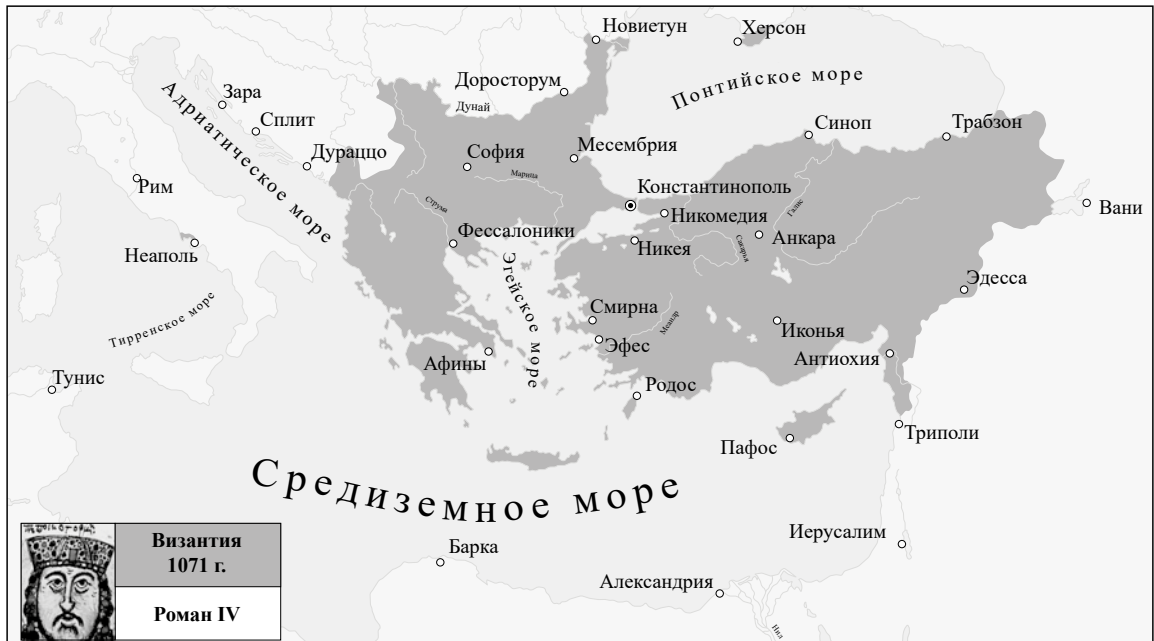 Новиетун
Херсон
Доросторум
Понтийское море
Зара
Дунай
Адриатическое море
Сплит
Синоп
Трабзон
Дураццо
София
Месембрия
Марица
Рим
Константинополь
Струма
Никомедия
Галис
Вани
Фессалоники
Неаполь
Никея
Сакарья
Анкара
Эгейское море
Эдесса
Тирренское море
Смирна
Меандр
Иконья
Эфес
Антиохия
Афины
Тунис
Родос
Пафос
Триполи
Средиземное море
Иерусалим
Барка
Александрия
Нил
Византия
1071 г.
Роман IV